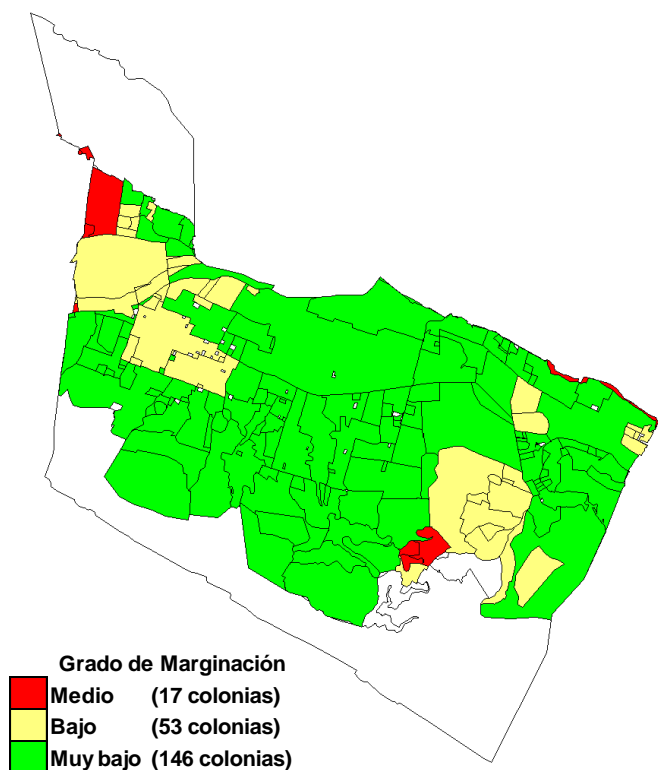 Grado de Marginación
Medio (17 colonias)
Bajo (53 colonias)
Muy bajo (146 colonias)